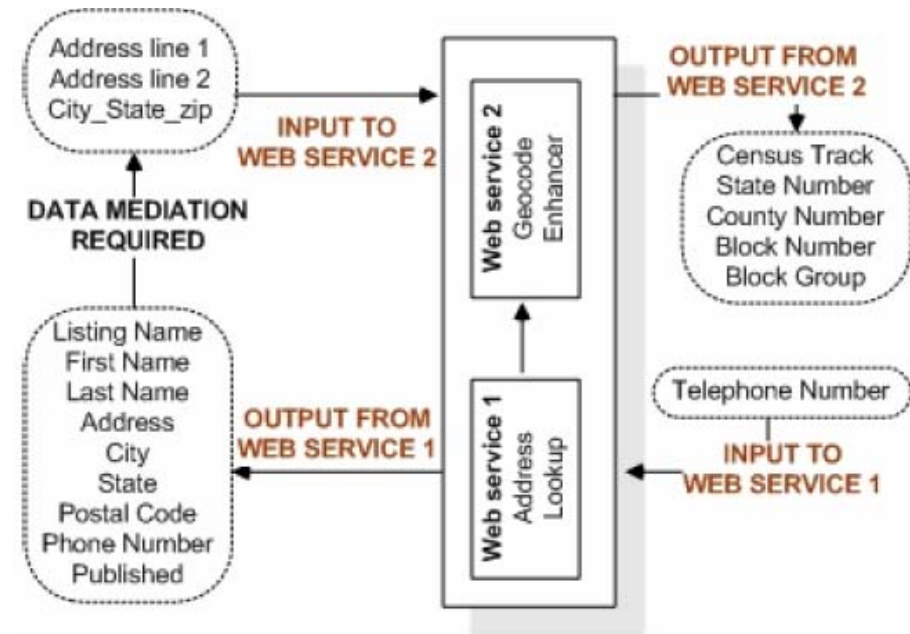 Address line 1
Address line 2
City_State_zip
INPUT TO
WEB SERVICE 2
DATA MEDIATION
REQUIRED
Listing Name
First Name
Last Name
Address
City
State
Postal Code
Phone Number
Published
OUTPUT FROM
WEB SERVICE 1
Web service 2
Geocode
Enhancer
Web service 1
Address
Lookup
OUTPUT FROM
WEB SERVICE 2
Census Track
State Number
County Number
Block Number
Block Group
Telephone Number
INPUT TO
WEB SERVICE 1